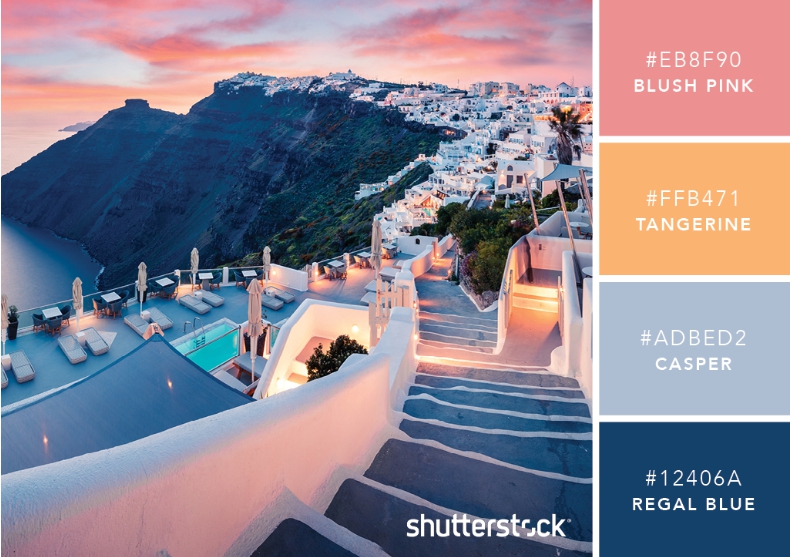 #EB8F90
BLUSH PINK
#FFB471
TANGERINE
#ADBED2
CASPER
#12406A
REGAL BLUE
shutterstock